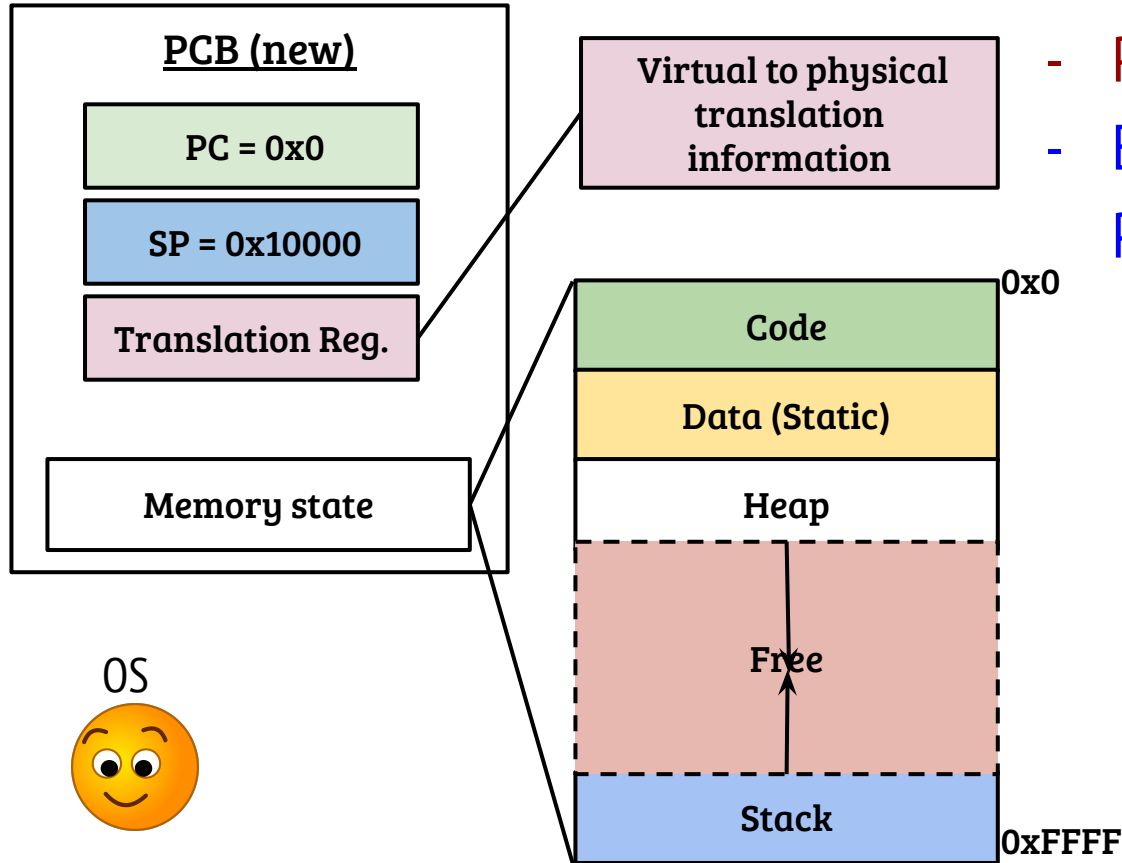 PCB (new)
PC = 0x0
SP = 0x10000
Translation Reg.
Memory state
OS
Virtual to physical
translation
information
-
-
0x0
Code
Data (Static)
Heap
Free
Stack
0xFFFF